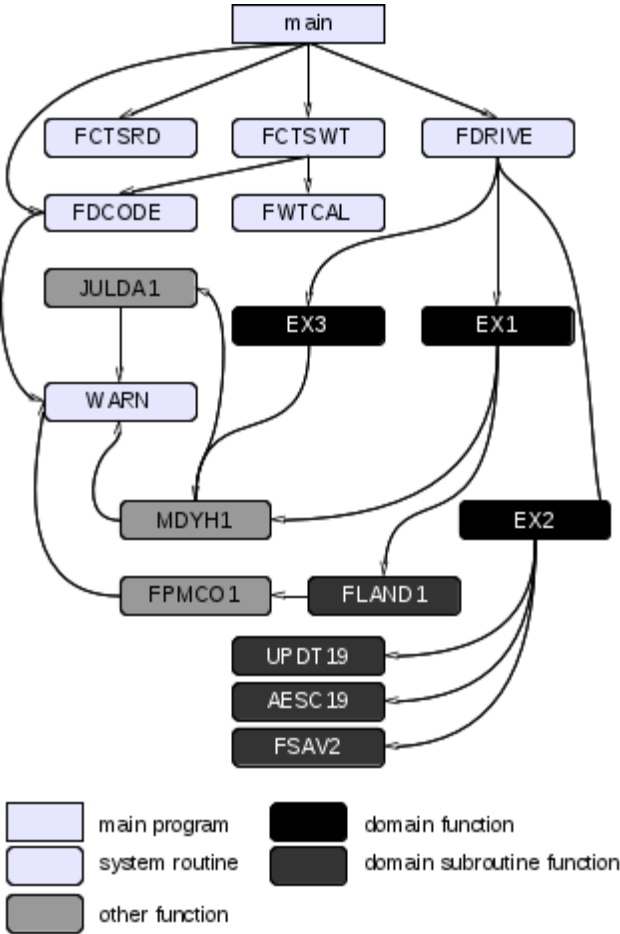 main
FCTSRD
FCTSWT
FDRIVE
FDCODE
FWTCAL
JULDA1
EX3
EX1
WARN
MDYH1
EX2
FPMCO1
FLAND1
UPDT19
AESC19
FSAV2
main program
domain function
system routine
domain subroutine function
other function